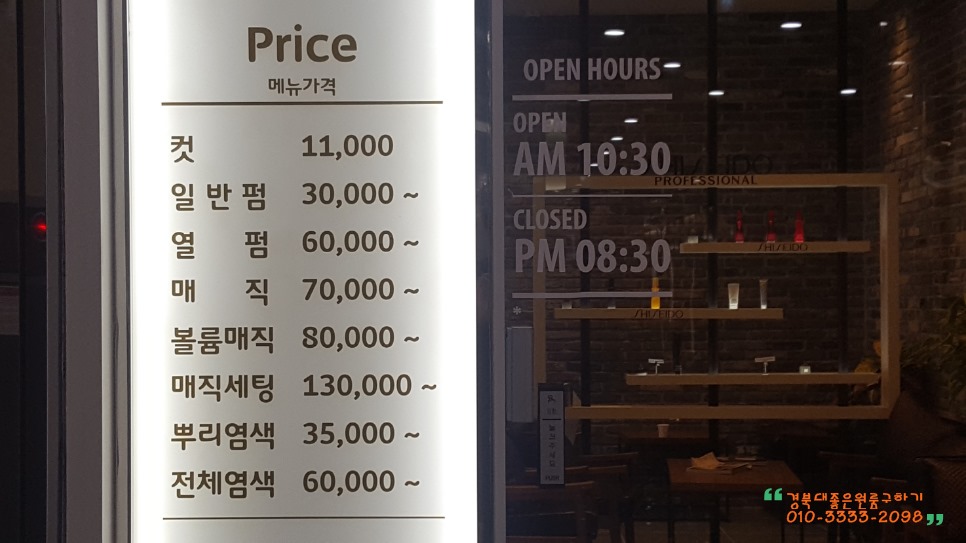 Price
메뉴가격
컷 11,000
일반펌 30,000 ~
열 펌 60,000 ~
매 직 70,000 ~
볼륨매직 80,000 ~
매직세팅 130,000 ~
뿌리염색 35,000 ~
전체염색 60,000 ~
OPEN HOURS
OPEN
AM 10:30
CLOSED
PM 08:30
*
PROFESSIONAL
SHISEIDO
SHISEIDO
“경북대좋은원룸구하기
010-3333-2098”